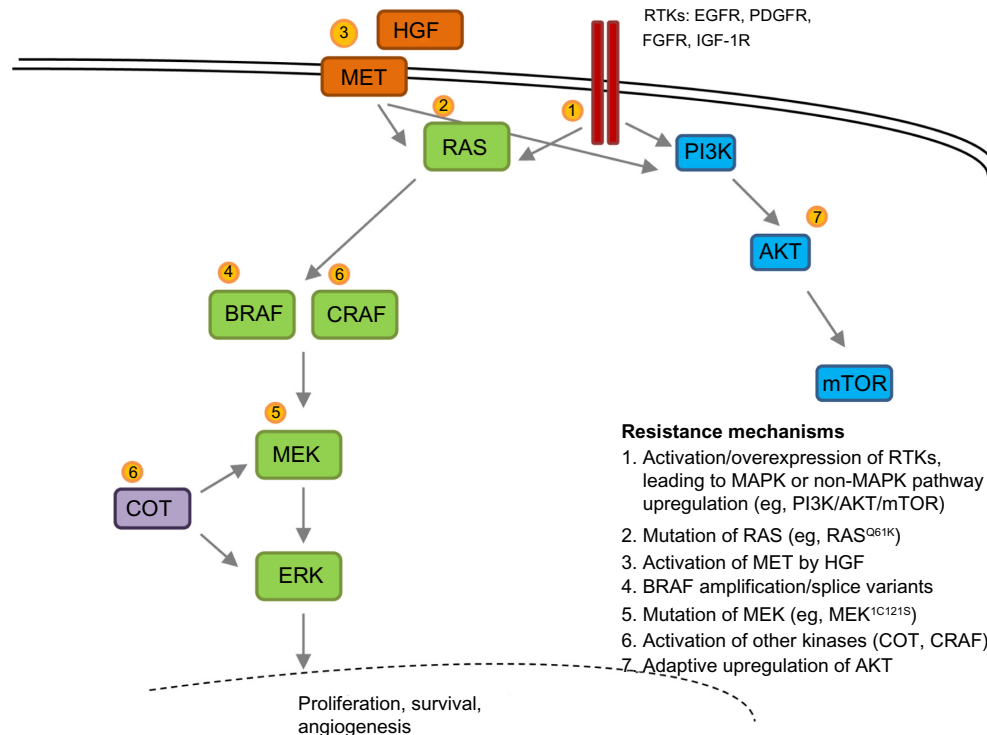 RTKs: EGFR, PDGFR,
FGFR, IGF-1R
3
HGF
MET
2
1
RAS
PI3K
7
AKT
4
6
BRAF
CRAF
mTOR
5
MEK
6
COT
ERK
Resistance mechanisms
1. Activation/overexpression of RTKs,
leading to MAPK or non-MAPK pathway
upregulation (eg, PI3K/AKT/mTOR)
2. Mutation of RAS (eg, RAS^Q61K)
3. Activation of MET by HGF
4. BRAF amplification/splice variants
5. Mutation of MEK (eg, MEK^1C121S)
6. Activation of other kinases (COT, CRAF)
7. Adaptive upregulation of AKT
Proliferation, survival,
angiogenesis